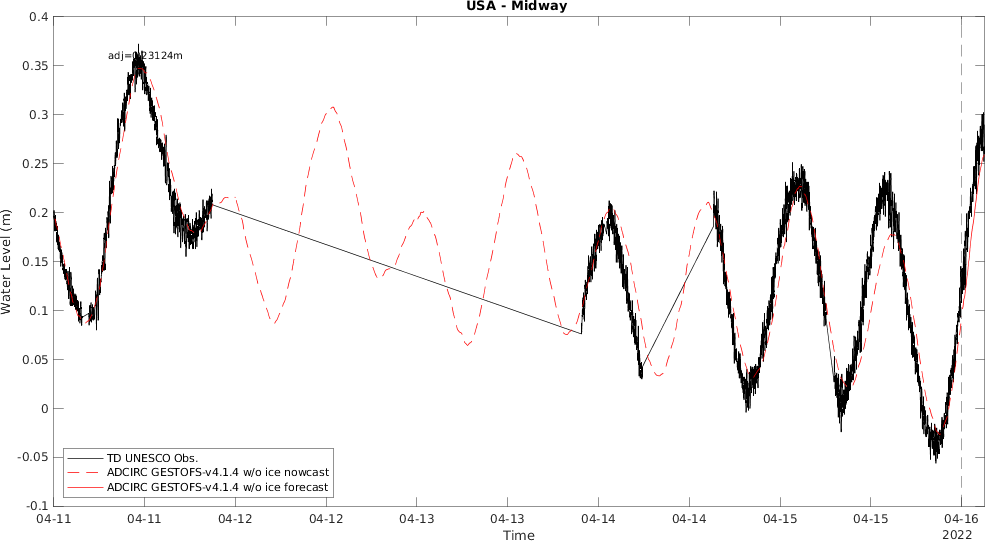 USA - Midway
adj=0.23124m
0.4
0.35
0.3
0.25
0.2
0.15
0.1
0.05
0
-0.05
-0.1
Water Level (m)
TD UNESCO Obs.
ADCIRC GESTOFS-v4.1.4 w/o ice nowcast
ADCIRC GESTOFS-v4.1.4 w/o ice forecast
04-11 04-11 04-12 04-12 04-13 04-13 04-14 04-14 04-15 04-15 04-16
Time
2022